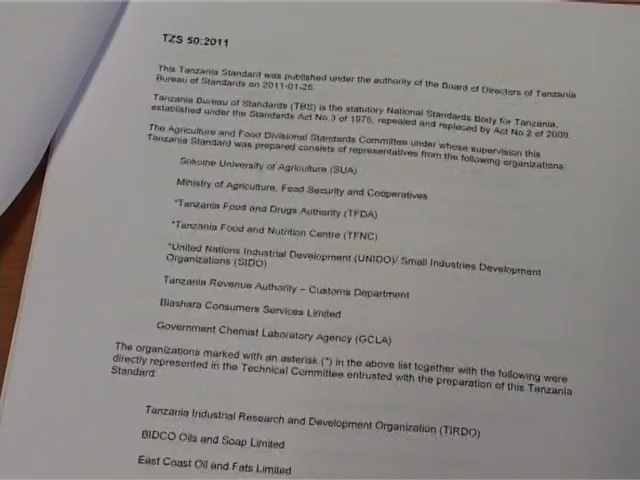 TZS 50:2011
This Tanzania Standard was published under the authority of the Board of Directors of Tanzania
Bureau of Standards on 2011-01-25.
Tanzania Bureau of Standards (TBS) is the statutory National Standards Body for Tanzania,
established under the Standards Act No.3 of 1975, repealed and replaced by Act No.2 of 2009.
The Agriculture and Food Divisional Standards Committee under whose supervision this
Tanzania Standard was prepared consists of representatives from the following organizations:
Sokoine University of Agriculture (SUA)
Ministry of Agriculture, Food Security and Cooperatives
*Tanzania Food and Drugs Authority (TFDA)
*Tanzania Food and Nutrition Centre (TFNC)
*United Nations Industrial Development (UNIDO)/ Small Industries Development
Organizations (SIDO)
Tanzania Revenue Authority – Customs Department
Biashara Consumers Services Limited
Government Chemist Laboratory Agency (GCLA)
The organizations marked with an asterisk (*) in the above list together with the following were
directly represented in the Technical Committee entrusted with the preparation of this Tanzania
Standard:
Tanzania Industrial Research and Development Organization (TIRDO)
BIDCO Oils and Soap Limited
East Coast Oil and Fats Limited